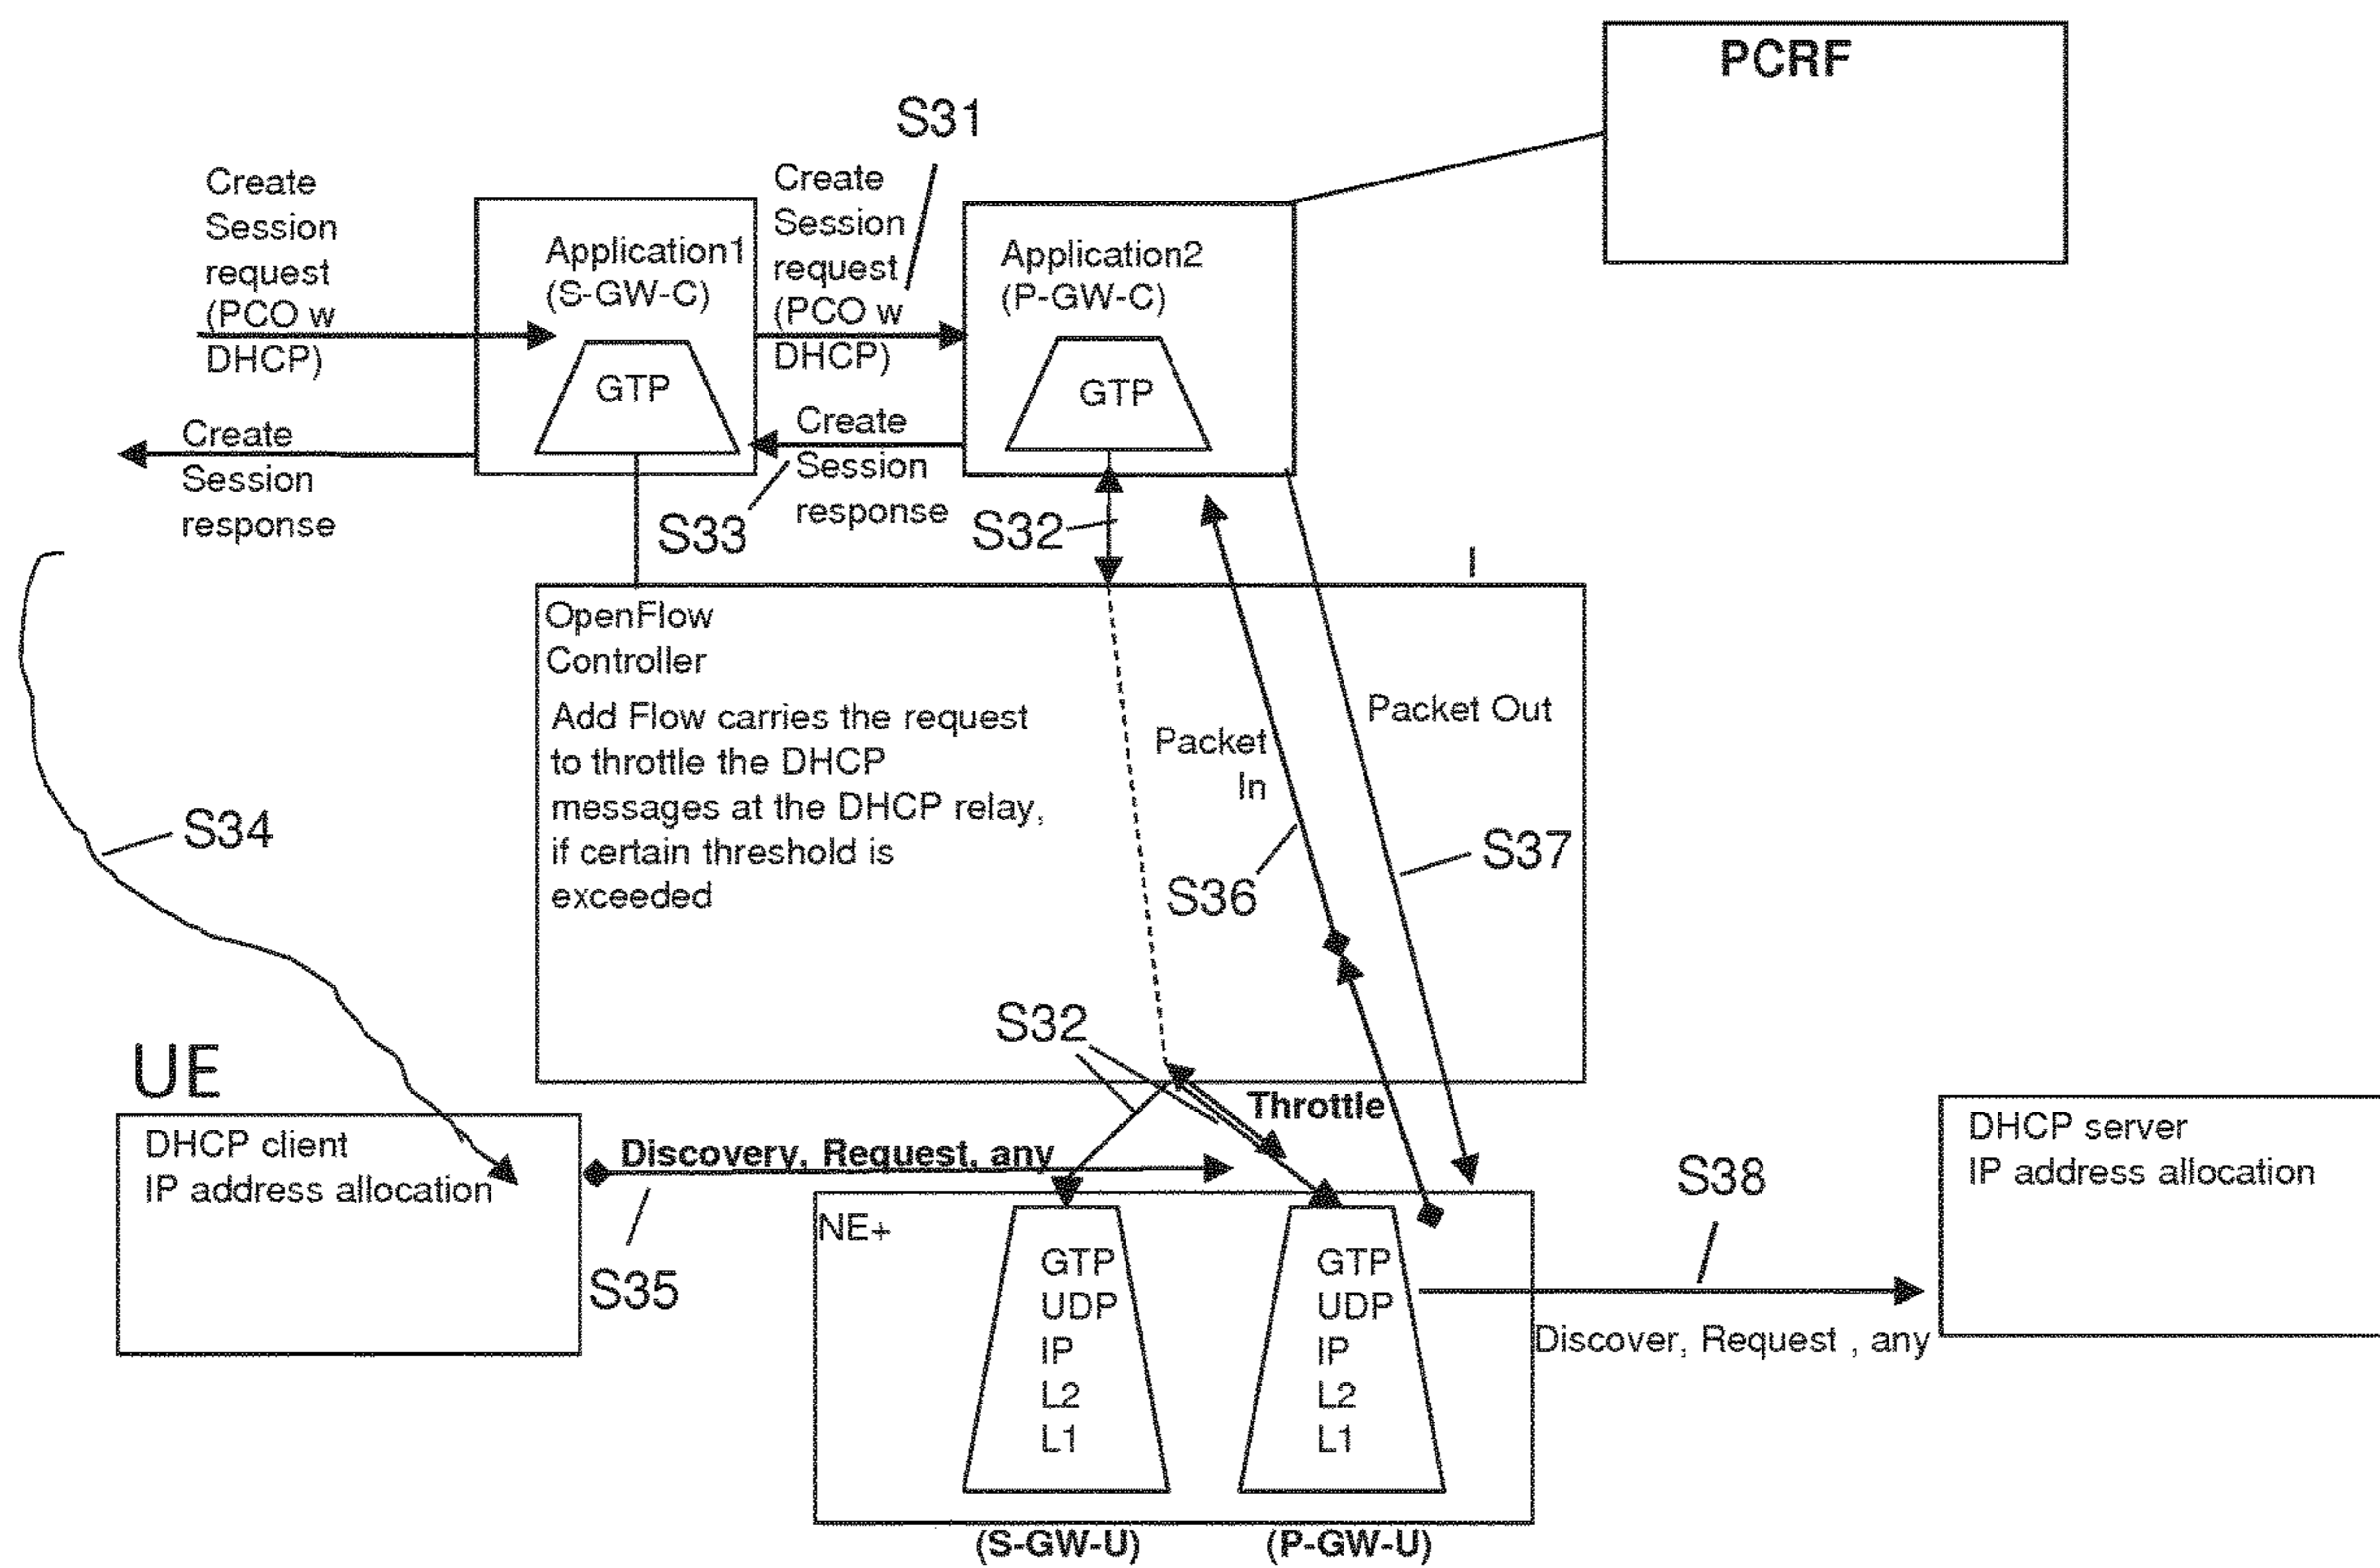 PCRF
S31
Create
Session
request
(PCO w
DHCP)
Create
Session
request
(PCO w
DHCP)
Application1
(S-GW-C)
GTP
Application2
(P-GW-C)
GTP
Create
Session
response
Create
Session
response
S33
S32
I
OpenFlow
Controller
Add Flow carries the request
to throttle the DHCP
messages at the DHCP relay,
if certain threshold is
exceeded
Packet
In
Packet Out
S34
S36
S37
S32
UE
Throttle
DHCP client
IP address allocation
Discovery, Request, any
S35
DHCP server
IP address allocation
S38
NE+
GTP
UDP
IP
L2
L1
GTP
UDP
IP
L2
L1
Discover, Request , any
(S-GW-U)
(P-GW-U)